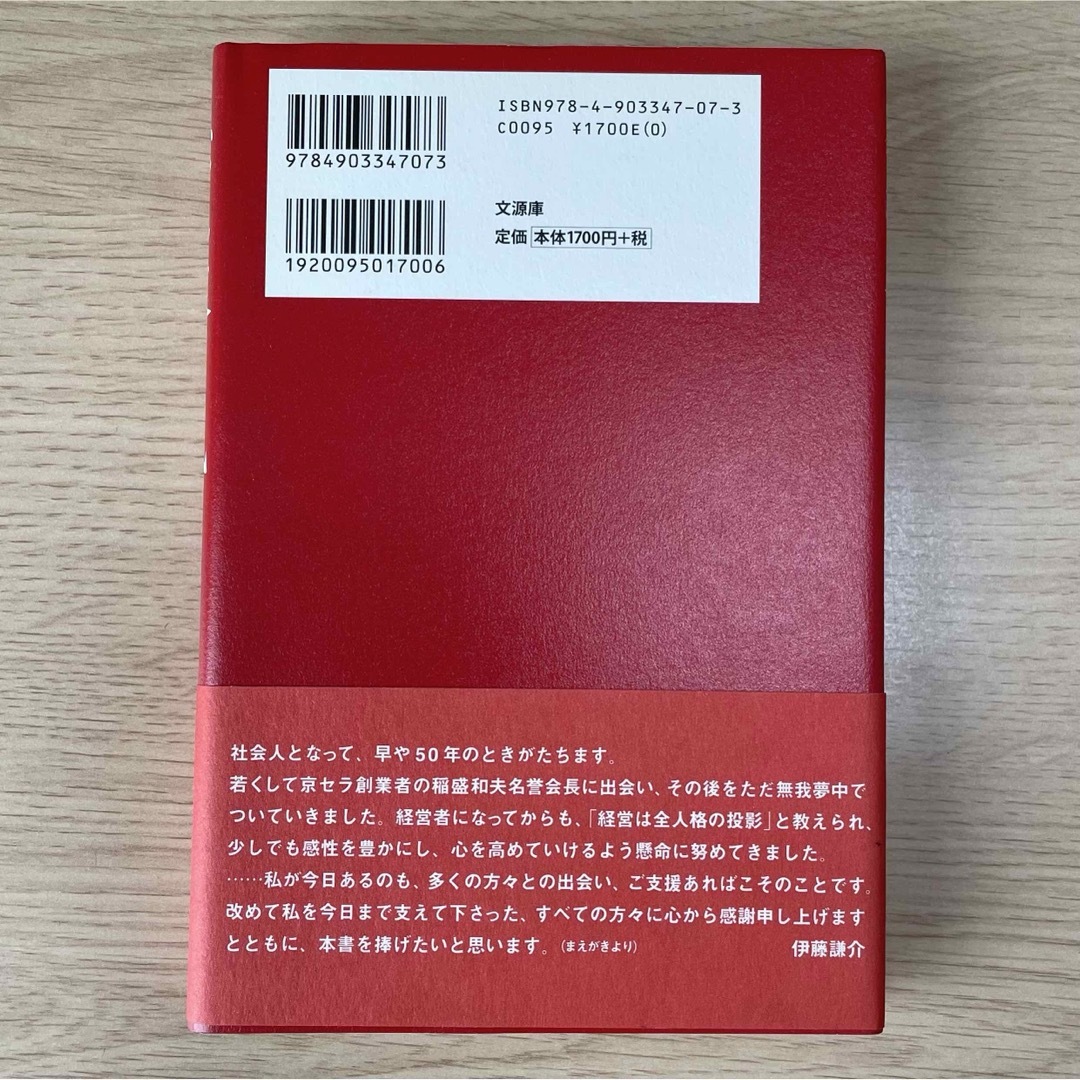 ISBN978-4-903347-07-3
C0095 ¥1700E(0)
9784903347073
文源庫
定価 本体1700円+税
1920095017006
社会人となって、早や50年のときがたちます。
若くして京セラ創業者の稲盛和夫名誉会長に出会い、その後をただ無我夢中で
ついていきました。経営者になってからも、「経営は全人格の投影」と教えられ、
少しでも感性を豊かにし、心を高めていけるよう懸命に努めてきました。
……私が今日あるのも、多くの方々との出会い、ご支援あればこそのことです。
改めて私を今日まで支えて下さった、すべての方々に心から感謝申し上げます
とともに、本書を捧げたいと思います。(まえがきより) 伊藤謙介